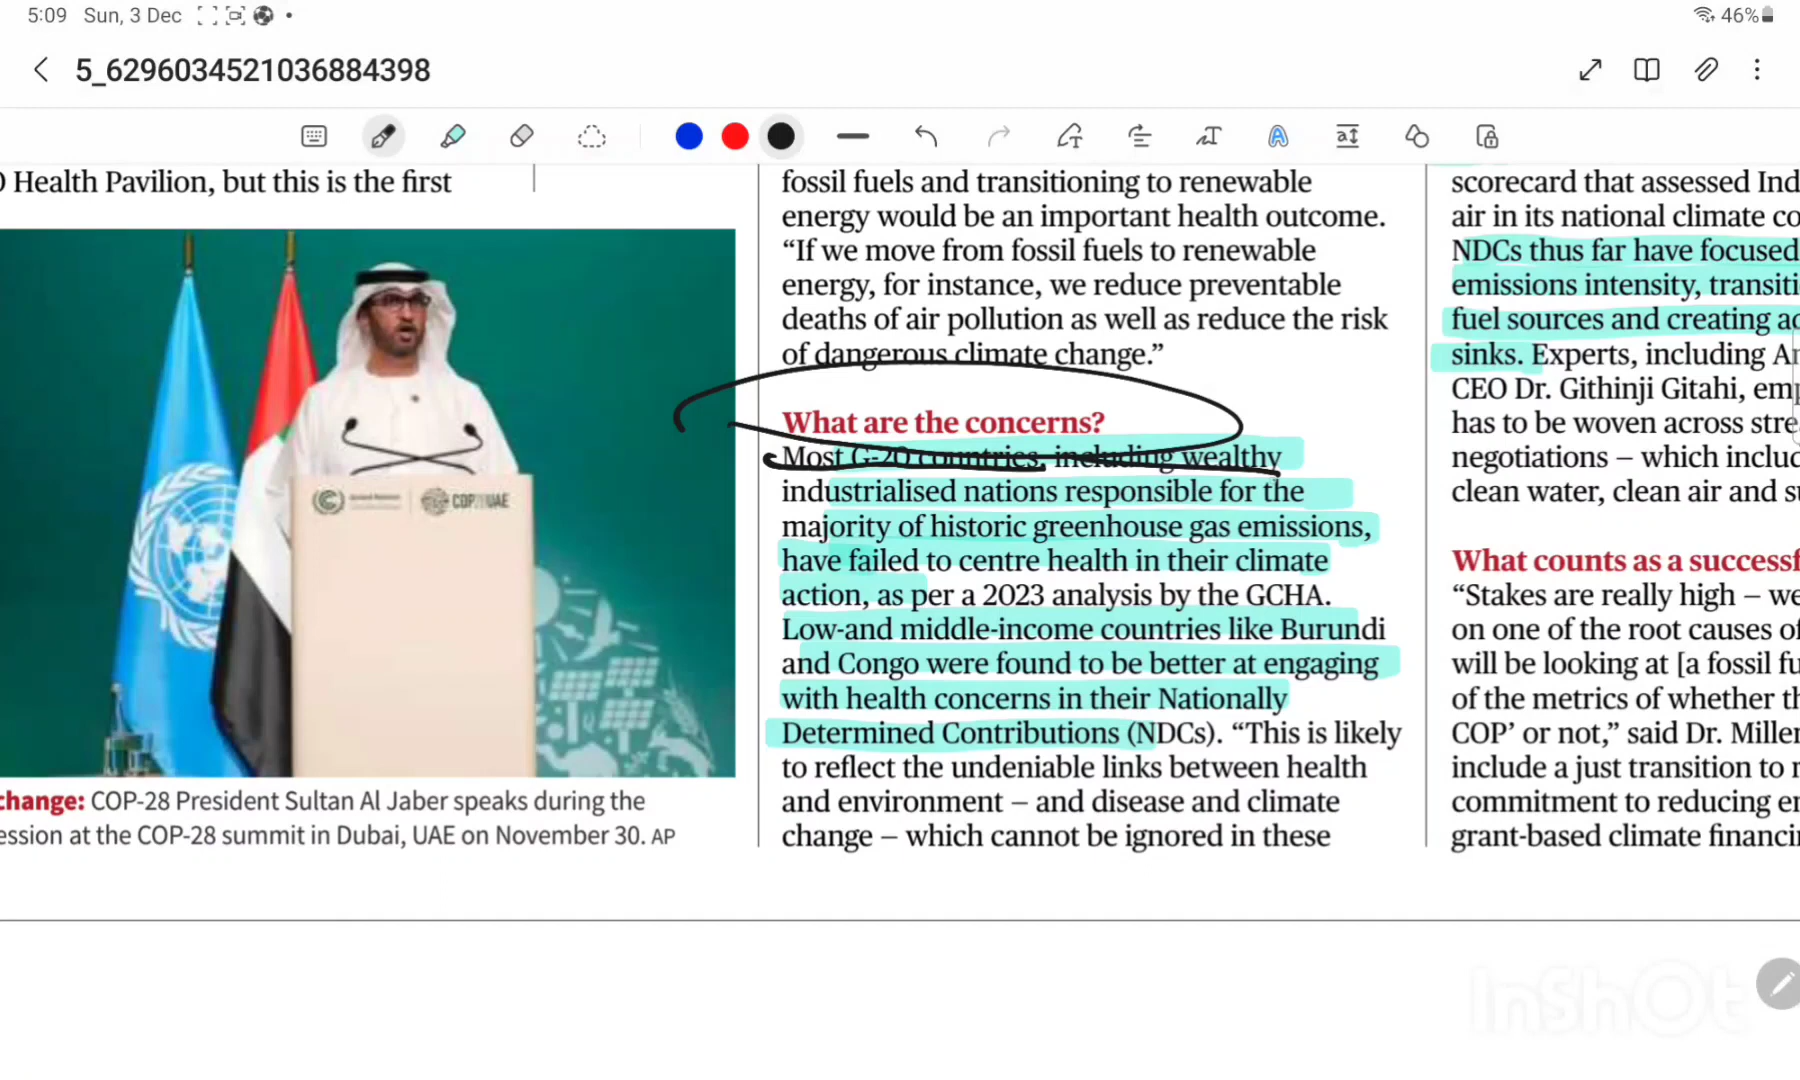 5:09 Sun, 3 Dec
46%
5_6296034521036884398
Health Pavilion, but this is the first
COP28UAE
change: COP-28 President Sultan Al Jaber speaks during the
ession at the COP-28 summit in Dubai, UAE on November 30. AP
fossil fuels and transitioning to renewable
energy would be an important health outcome.
“If we move from fossil fuels to renewable
energy, for instance, we reduce preventable
deaths of air pollution as well as reduce the risk
of dangerous climate change.”
What are the concerns?
Most G-20 countries, including wealthy
industrialised nations responsible for the
majority of historic greenhouse gas emissions,
have failed to centre health in their climate
action, as per a 2023 analysis by the GCHA.
Low-and middle-income countries like Burundi
and Congo were found to be better at engaging
with health concerns in their Nationally
Determined Contributions (NDCs). “This is likely
to reflect the undeniable links between health
and environment — and disease and climate
change — which cannot be ignored in these
scorecard that assessed Ind
air in its national climate co
NDCs thus far have focused
emissions intensity, transiti
fuel sources and creating ad
sinks. Experts, including Am
CEO Dr. Githinji Gitahi, emp
has to be woven across stre
negotiations — which includ
clean water, clean air and su
What counts as a successf
“Stakes are really high — we
on one of the root causes of
will be looking at [a fossil fu
of the metrics of whether th
COP’ or not,” said Dr. Miller
include a just transition to r
commitment to reducing em
grant-based climate financin
InShOt